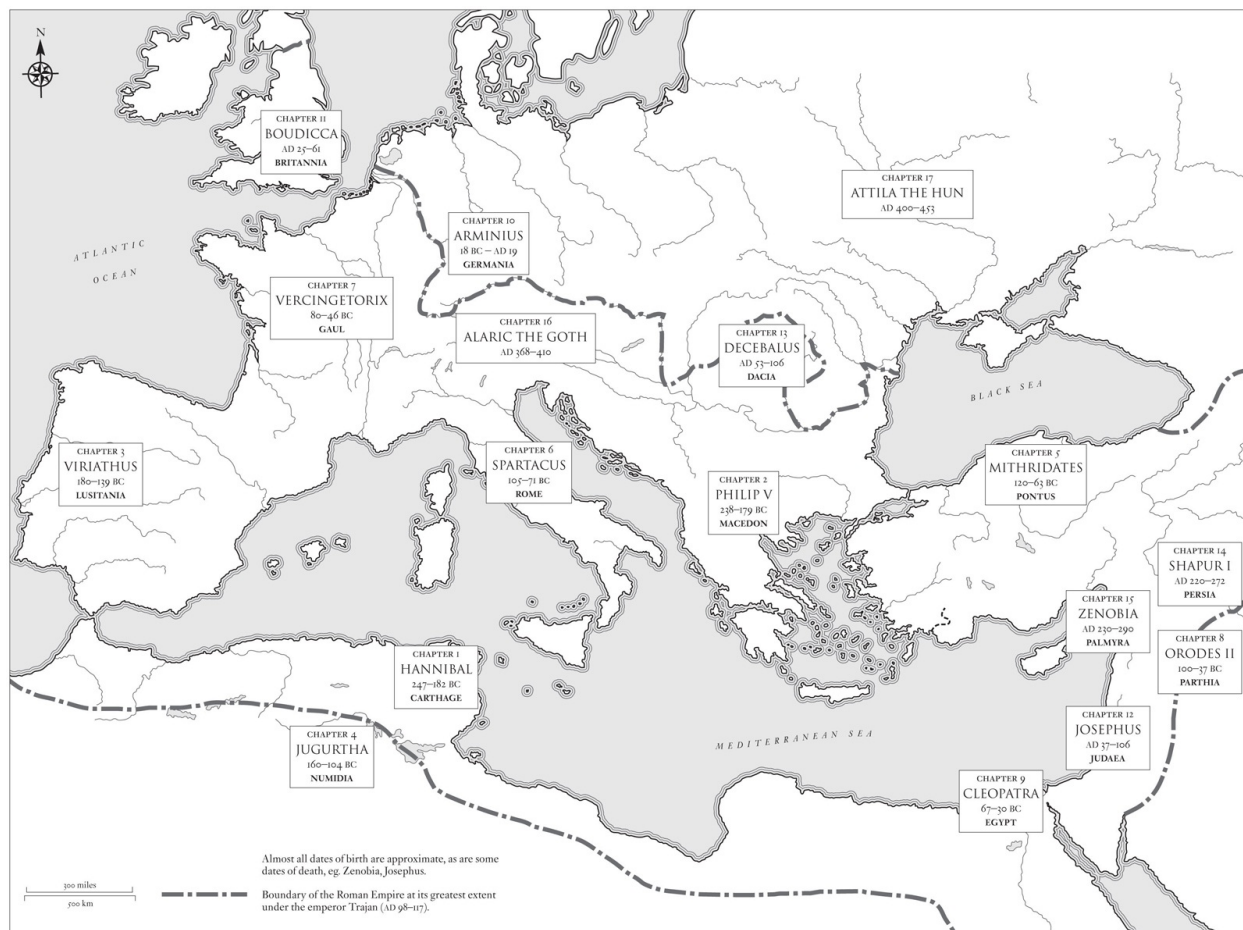 N
CHAPTER 11
BOUDICCA
AD 25–61
BRITANNIA
CHAPTER 17
ATTILA THE HUN
AD 400–453
CHAPTER 10
ARMINIUS
18 BC – AD 19
GERMANIA
ATLANTIC
OCEAN
CHAPTER 7
VERCINGETORIX
80–46 BC
GAUL
CHAPTER 16
ALARIC THE GOTH
AD 368–410
CHAPTER 13
DECEBALUS
AD 53–106
DACIA
BLACK SEA
CHAPTER 3
VIRIATHUS
180–139 BC
LUSITANIA
CHAPTER 6
SPARTACUS
105–71 BC
ROME
CHAPTER 2
PHILIP V
238–179 BC
MACEDON
CHAPTER 5
MITHRIDATES
120–63 BC
PONTUS
CHAPTER 14
SHAPUR I
AD 220–272
PERSIA
CHAPTER 15
ZENOBIA
AD 230–290
PALMYRA
CHAPTER 8
ORODES II
100–37 BC
PARTHIA
CHAPTER 1
HANNIBAL
247–182 BC
CARTHAGE
CHAPTER 4
JUGURTHA
160–104 BC
NUMIDIA
MEDITERRANEAN SEA
CHAPTER 12
JOSEPHUS
AD 37–106
JUDAEA
CHAPTER 9
CLEOPATRA
67–30 BC
EGYPT
Almost all dates of birth are approximate, as are some
dates of death, eg. Zenobia, Josephus.
300 miles
500 km
Boundary of the Roman Empire at its greatest extent
under the emperor Trajan (AD 98–117).